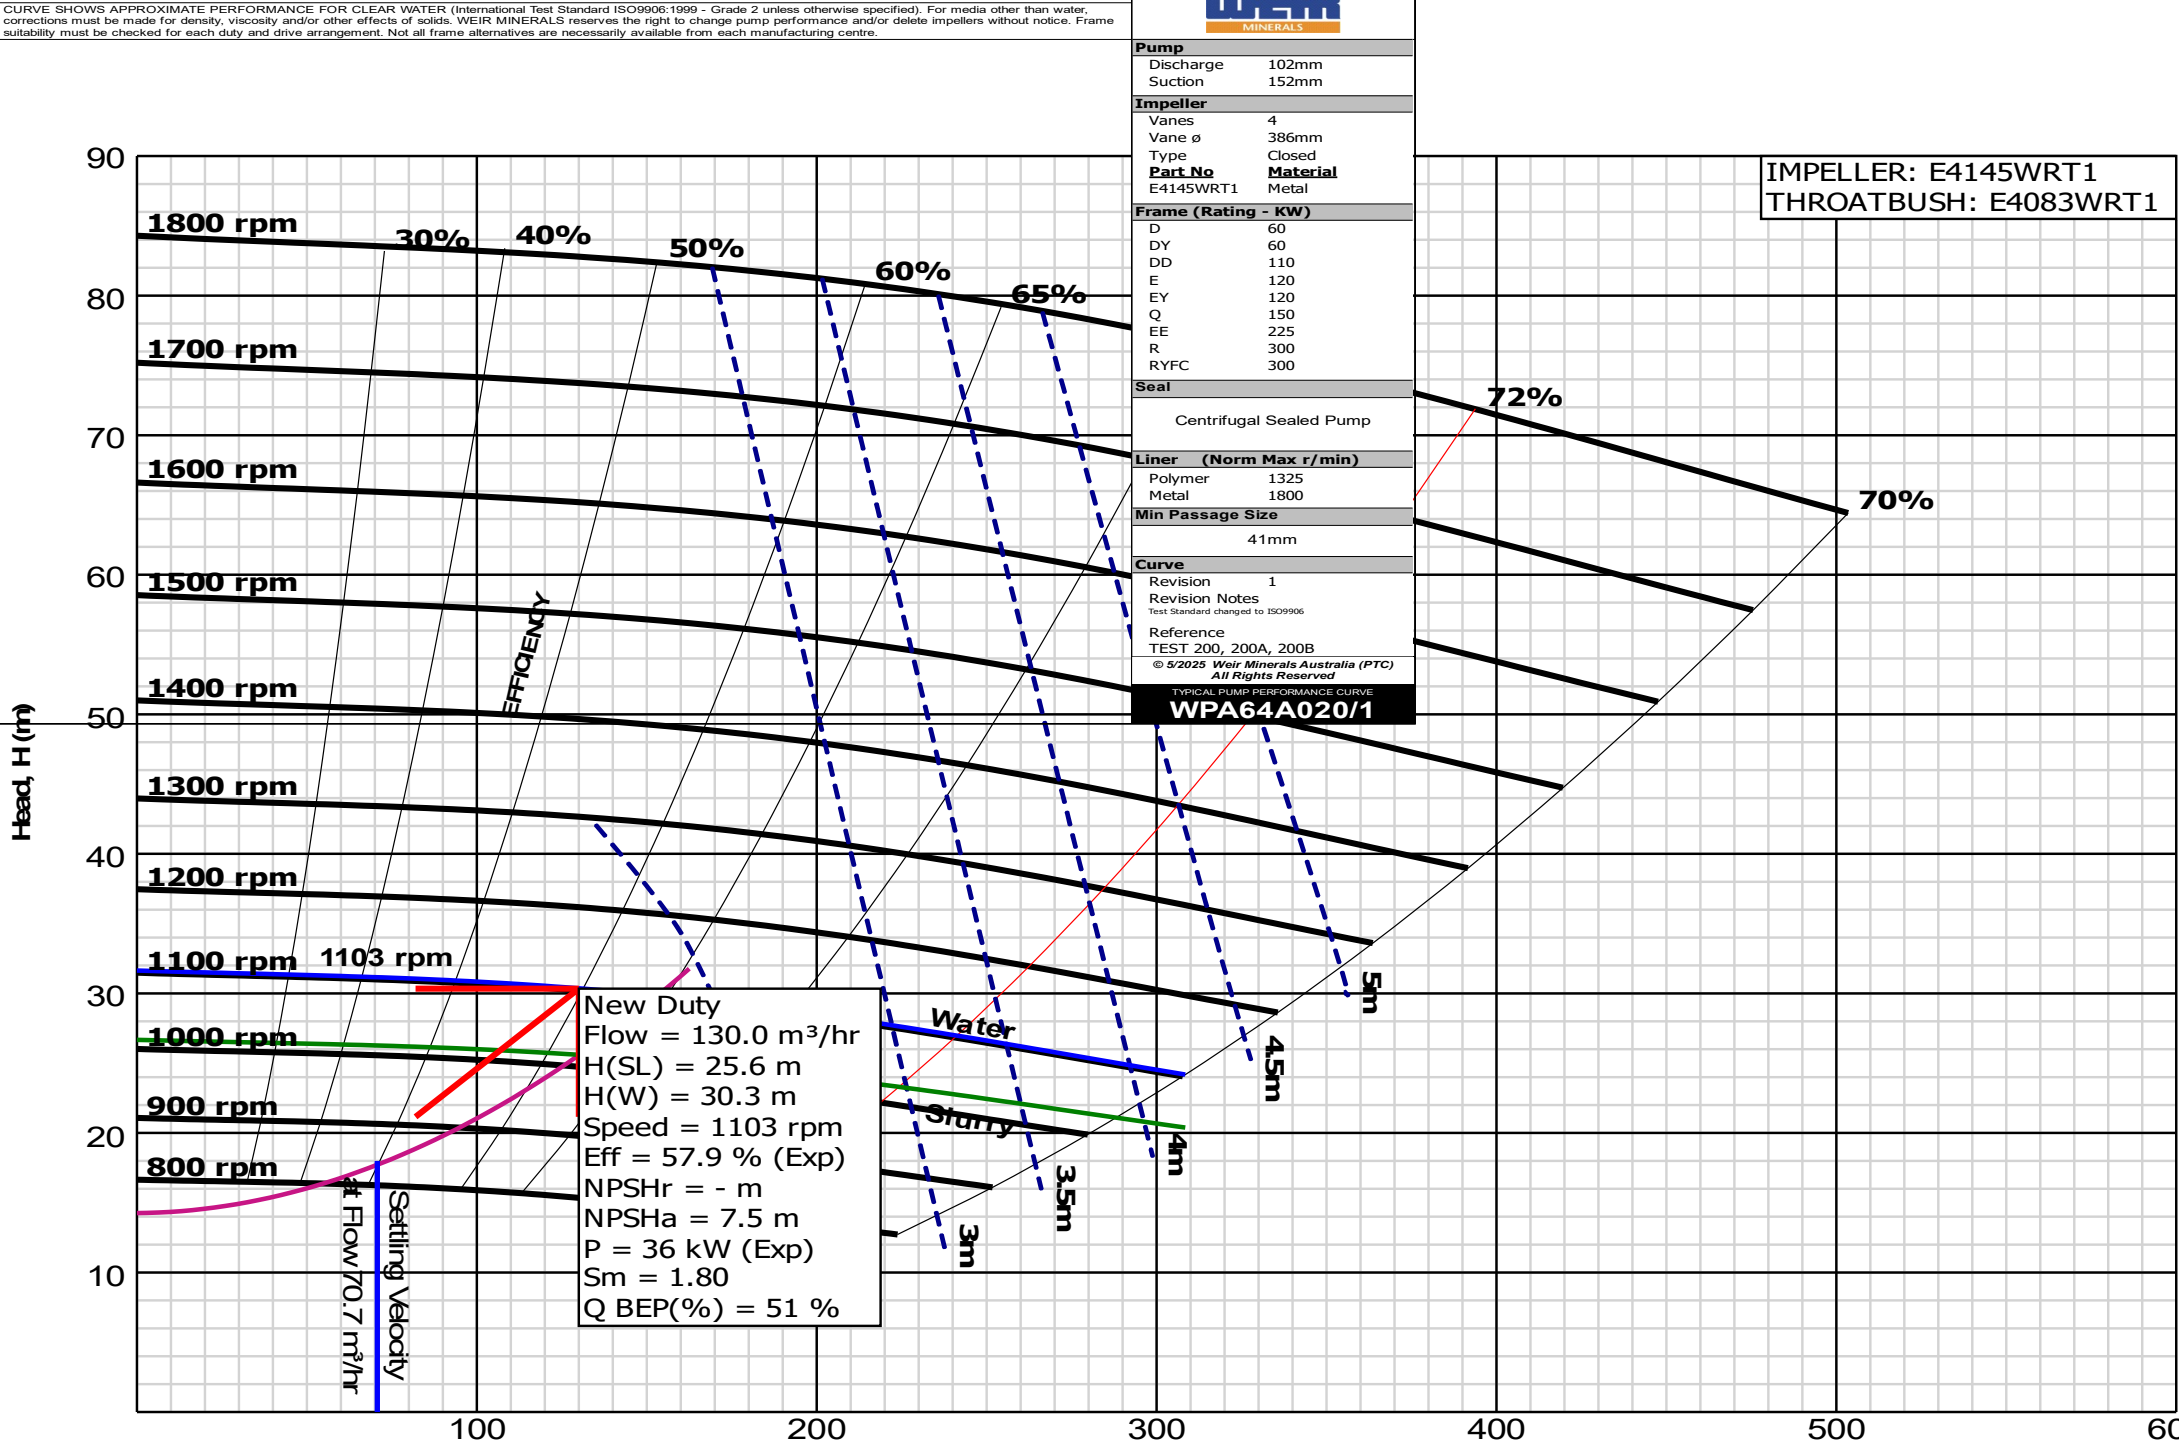 CURVE SHOWS APPROXIMATE PERFORMANCE FOR CLEAR WATER (International Test Standard ISO9906:1999 - Grade 2 unless otherwise specified). For media other than water,
corrections must be made for density, viscosity and/or other effects of solids. WEIR MINERALS reserves the right to change pump performance and/or delete impellers without notice. Frame
suitability must be checked for each duty and drive arrangement. Not all frame alternatives are necessarily available from each manufacturing centre.
WEIR
MINERALS
Pump
Discharge 102mm
Suction 152mm
Impeller
Vanes 4
Vane ø 386mm
Type Closed
Part No Material
E4145WRT1 Metal
Frame (Rating - KW)
D 60
DY 60
DD 110
E 120
EY 120
Q 150
EE 225
R 300
RYFC 300
Seal
Centrifugal Sealed Pump
Liner (Norm Max r/min)
Polymer 1325
Metal 1800
Min Passage Size
41mm
Curve
Revision 1
Revision Notes
Test Standard changed to ISO9906
Reference
TEST 200, 200A, 200B
© 5/2025 Weir Minerals Australia (PTC)
All Rights Reserved
TYPICAL PUMP PERFORMANCE CURVE
WPA64A020/1
IMPELLER: E4145WRT1
THROATBUSH: E4083WRT1
Head, H (m)
90
80
70
60
50
40
30
20
10
1800 rpm
1700 rpm
1600 rpm
1500 rpm
1400 rpm
1300 rpm
1200 rpm
1100 rpm
1103 rpm
1000 rpm
900 rpm
800 rpm
30%
40%
50%
60%
65%
72%
70%
EFFICIENCY
Water
Slurry
5m
4.5m
4m
3.5m
3m
New Duty
Flow = 130.0 m³/hr
H(SL) = 25.6 m
H(W) = 30.3 m
Speed = 1103 rpm
Eff = 57.9 % (Exp)
NPSHr = - m
NPSHa = 7.5 m
P = 36 kW (Exp)
Sm = 1.80
Q BEP(%) = 51 %
Settling Velocity
at Flow 70.7 m³/hr
100
200
300
400
500
60